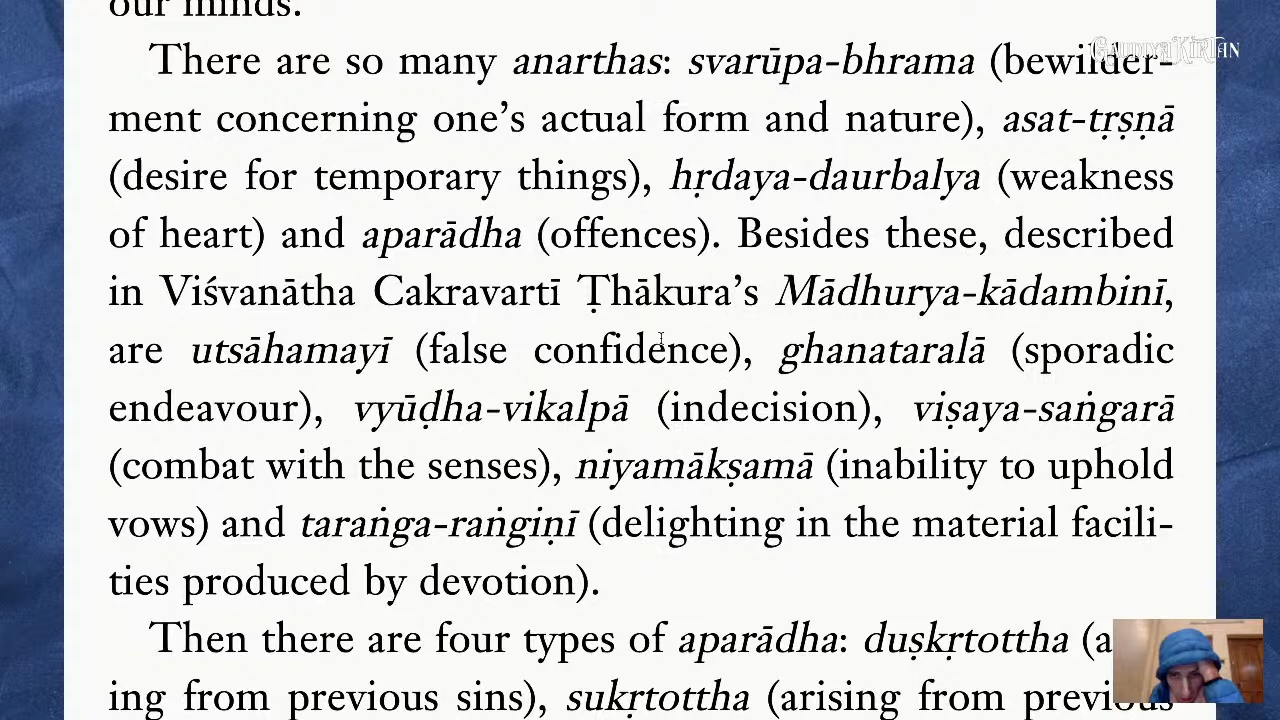 our minds.
GAUDIYA KIRTAN
There are so many anarthas: svarūpa-bhrama (bewilder-
ment concerning one's actual form and nature), asat-tṛṣṇā
(desire for temporary things), hṛdaya-daurbalya (weakness
of heart) and aparādha (offences). Besides these, described
in Viśvanātha Cakravartī Ṭhākura's Mādhurya-kādambinī,
are utsāhamayī (false confidence), ghanataralā (sporadic
endeavour), vyūḍha-vikalpā (indecision), viṣaya-saṅgarā
(combat with the senses), niyamākṣamā (inability to uphold
vows) and taraṅga-raṅgiṇī (delighting in the material facili-
ties produced by devotion).
Then there are four types of aparādha: duṣkṛtottha
ing from previous sins), sukṛtottha (arising from previous